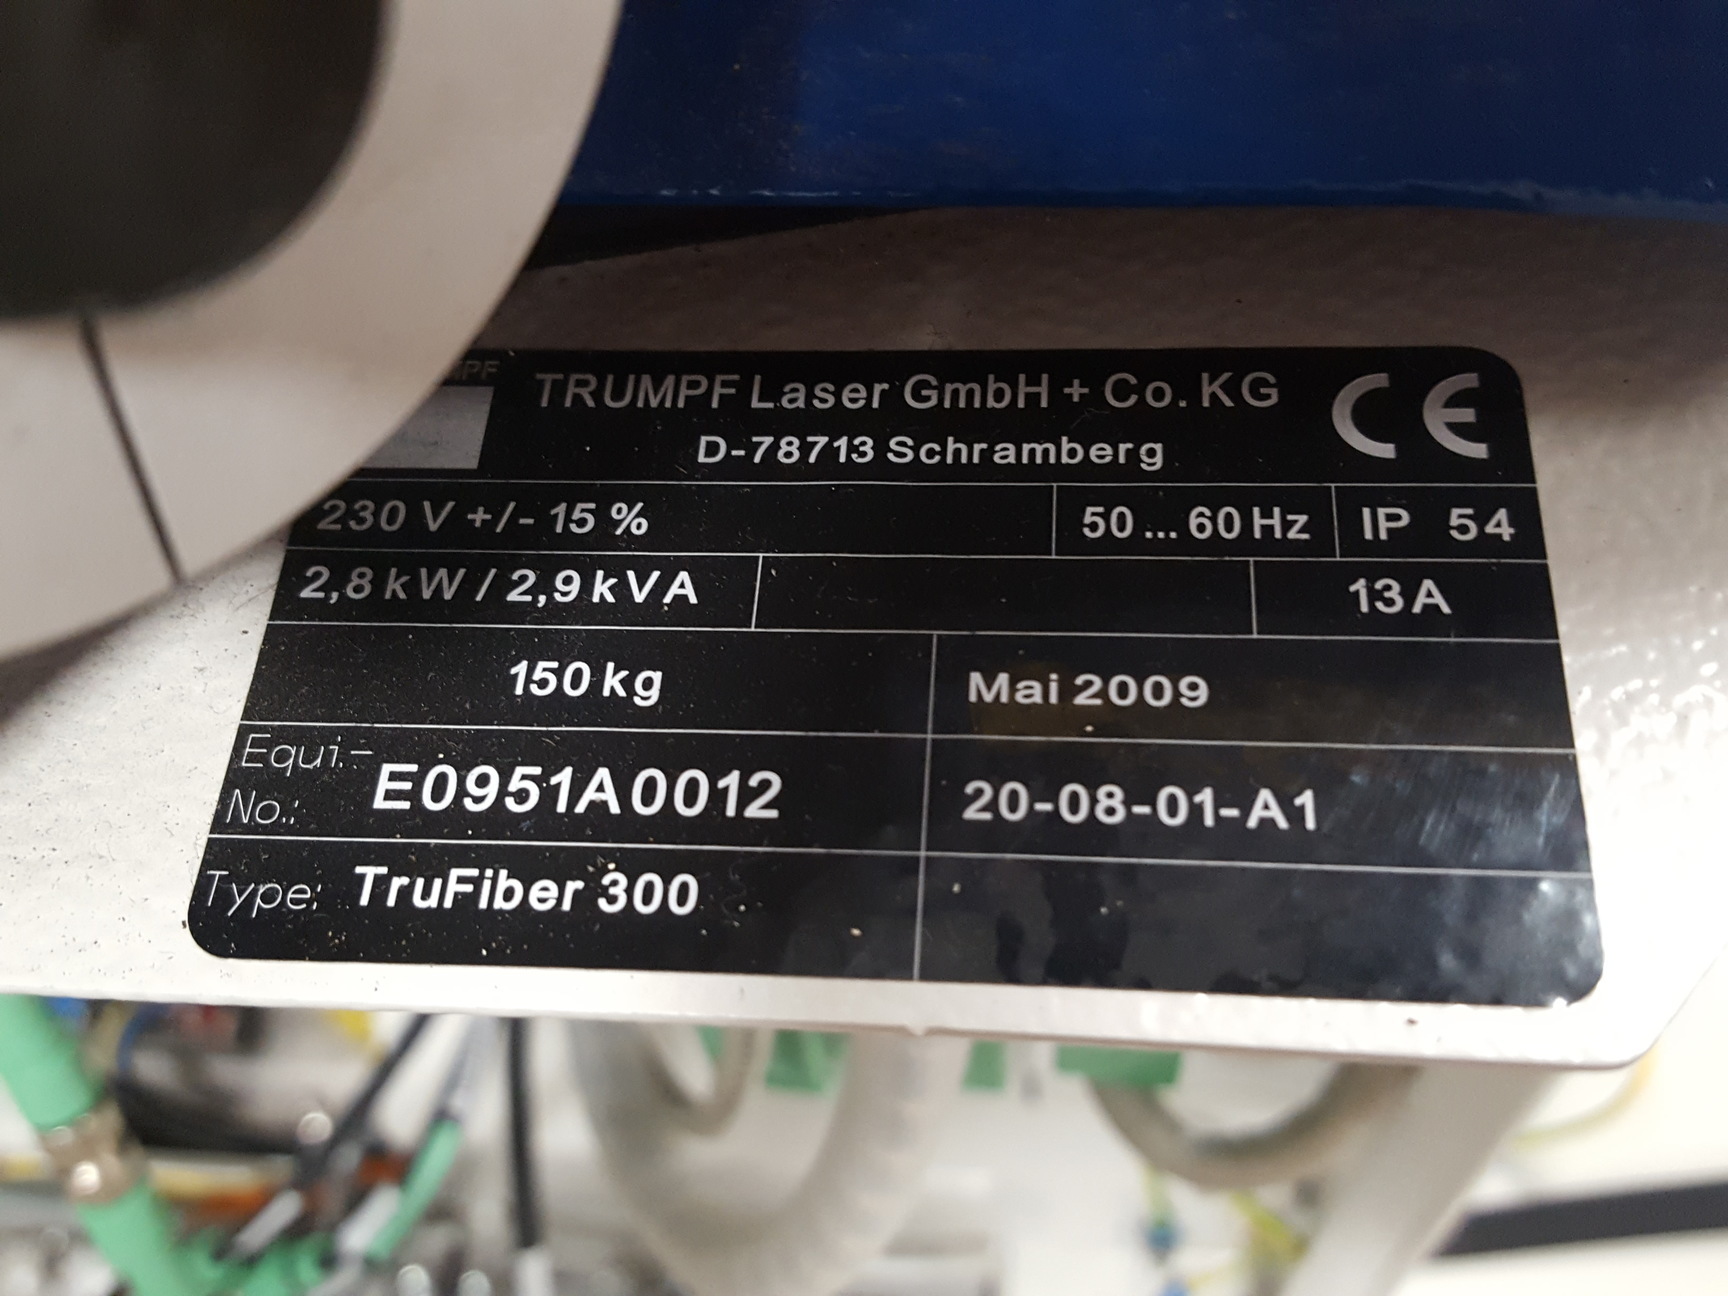 TRUMPF Laser GmbH + Co. KG
D-78713 Schramberg
CE
230 V +/- 15 %
50 ... 60 Hz
IP 54
2,8 kW / 2,9 kVA
13 A
150 kg
Mai 2009
Equi.-
No.: E0951A0012
20-08-01-A1
Type: TruFiber 300